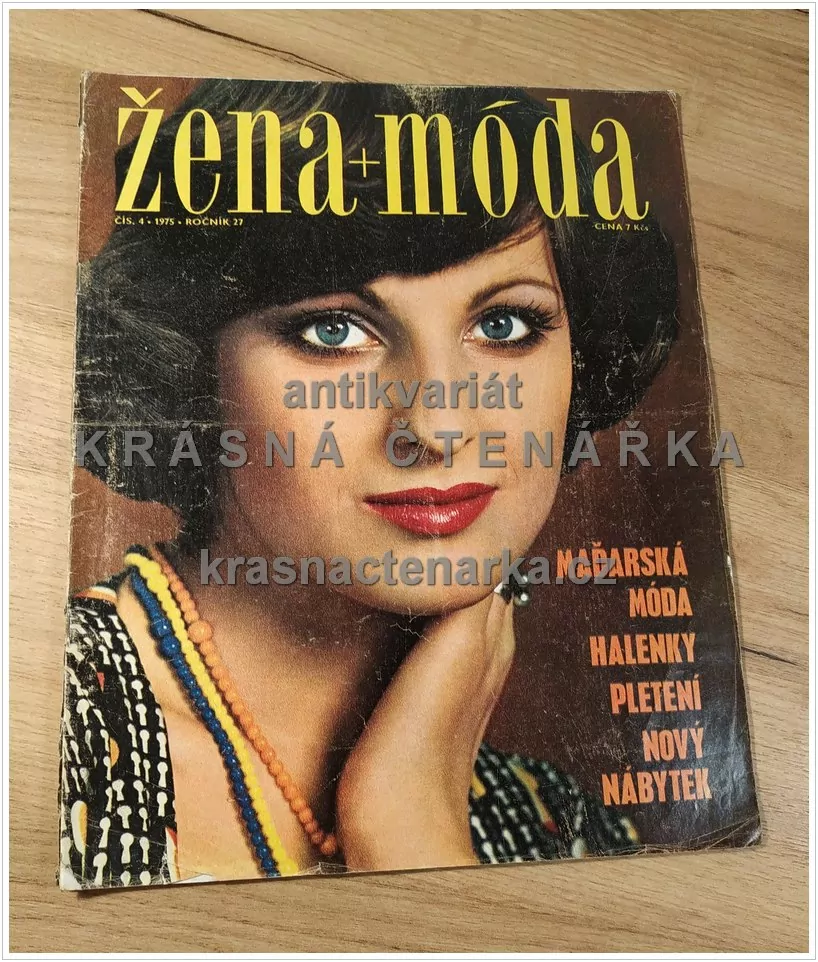 žena+móda
ČÍS. 4 • 1975 • ROČNÍK 27
CENA 7 Kčs
antikvariát
KRÁSNÁ ČTENÁŘKA
krasnactenarka.cz
MAĎARSKÁ
MÓDA
HALENKY
PLETENÍ
NOVÝ
NÁBYTEK